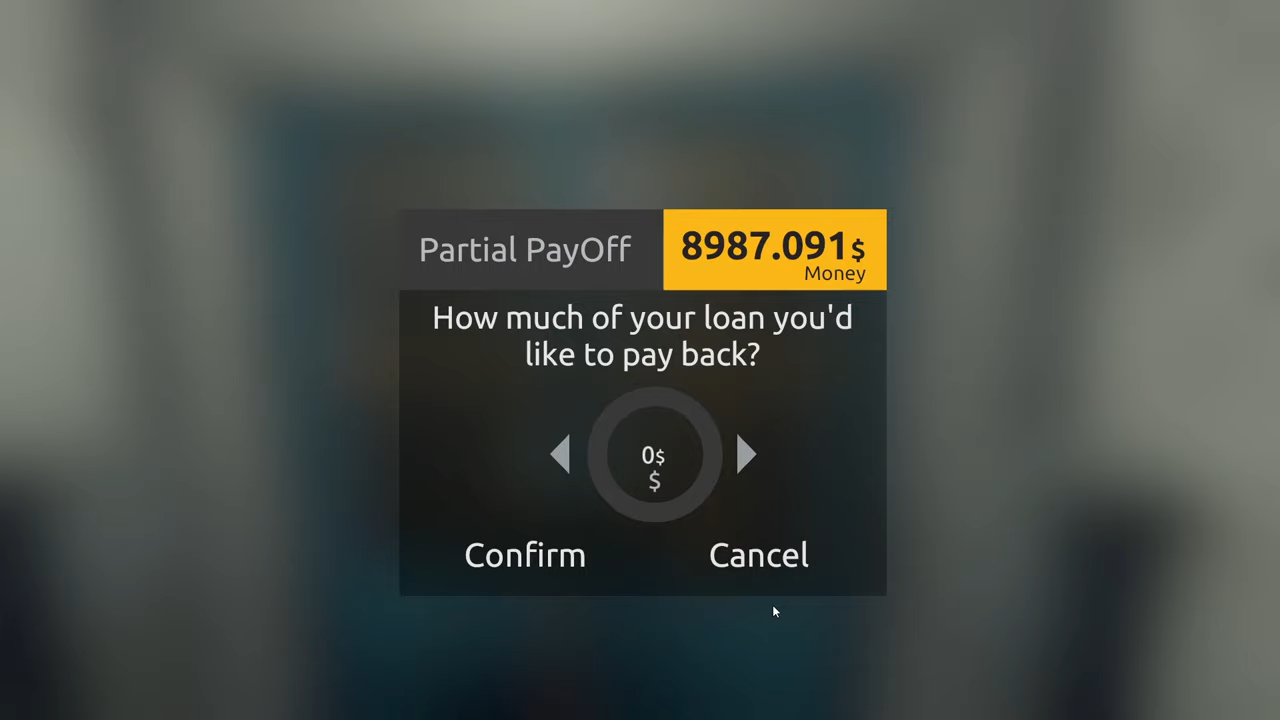 Partial PayOff
8987.091$
Money
How much of your loan you'd
like to pay back?
0$
$
Confirm
Cancel